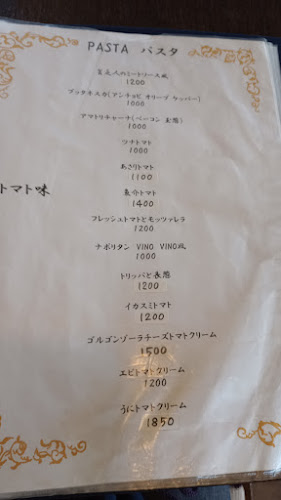 PASTA パスタ
1200
プッタネスカ(アンチョビ オリーブ ケッパー)
1000
アマトリチャーナ(ベーコン 玉葱)
1000
ツナトマト
1000
あさりトマト
1100
トマト味
魚介トマト
1400
フレッシュトマトとモッツァレラ
1200
ナポリタン VINO VINO風
1000
トリッパと長葱
1200
イカスミトマト
1200
ゴルゴンゾーラチーズトマトクリーム
1500
エビトマトクリーム
1200
うにトマトクリーム
1850